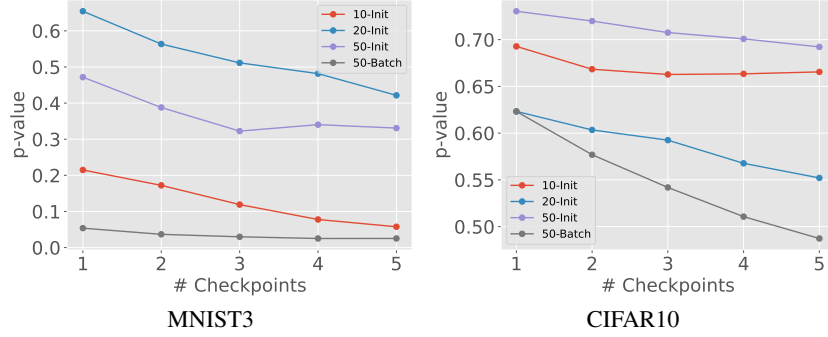 10-Init
20-Init
50-Init
50-Batch
p-value
0.6
0.5
0.4
0.3
0.2
0.1
0.0
1 2 3 4 5
# Checkpoints
MNIST3
p-value
0.70
0.65
0.60
0.55
0.50
10-Init
20-Init
50-Init
50-Batch
1 2 3 4 5
# Checkpoints
CIFAR10